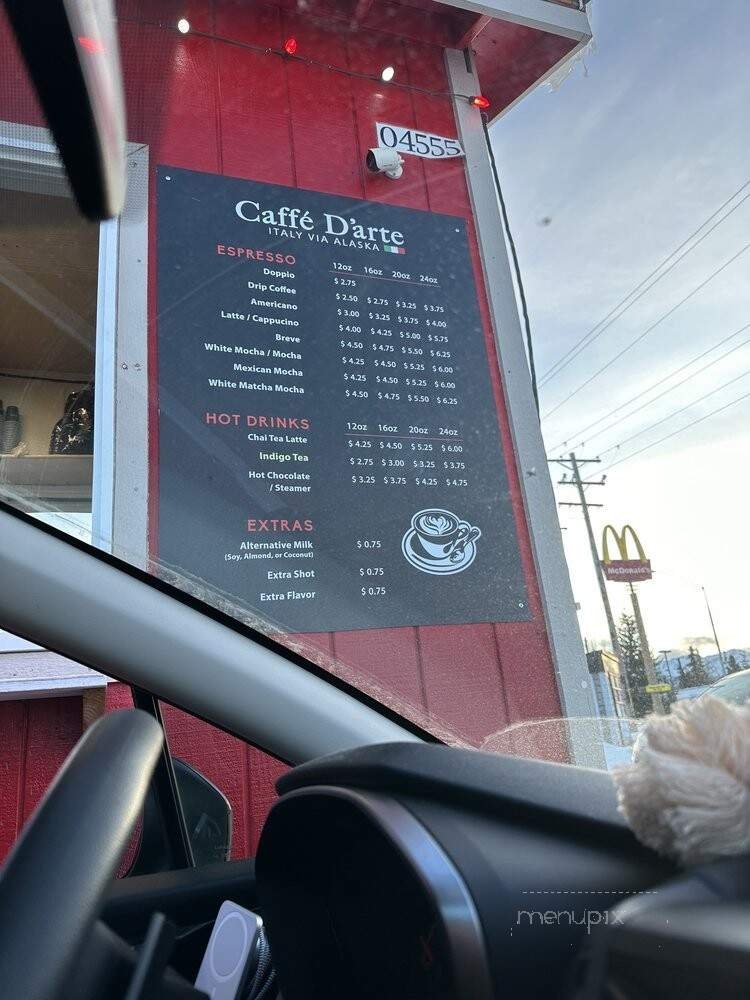 04555
Caffé D'arte
ITALY VIA ALASKA
ESPRESSO 12oz 16oz 20oz 24oz
Doppio $ 2.75
Drip Coffee $ 2.50 $ 2.75 $ 3.25 $ 3.75
Americano $ 3.00 $ 3.25 $ 3.75 $ 4.00
Latte / Cappucino $ 4.00 $ 4.25 $ 5.00 $ 5.75
Breve $ 4.50 $ 4.75 $ 5.50 $ 6.25
White Mocha / Mocha $ 4.25 $ 4.50 $ 5.25 $ 6.00
Mexican Mocha $ 4.25 $ 4.50 $ 5.25 $ 6.00
White Matcha Mocha $ 4.50 $ 4.75 $ 5.50 $ 6.25
HOT DRINKS 12oz 16oz 20oz 24oz
Chai Tea Latte $ 4.25 $ 4.50 $ 5.25 $ 6.00
Indigo Tea $ 2.75 $ 3.00 $ 3.25 $ 3.75
Hot Chocolate $ 3.25 $ 3.75 $ 4.25 $ 4.75
/ Steamer
EXTRAS
Alternative Milk $ 0.75
(Soy, Almond, or Coconut)
Extra Shot $ 0.75
Extra Flavor $ 0.75
McDonald's
menupix